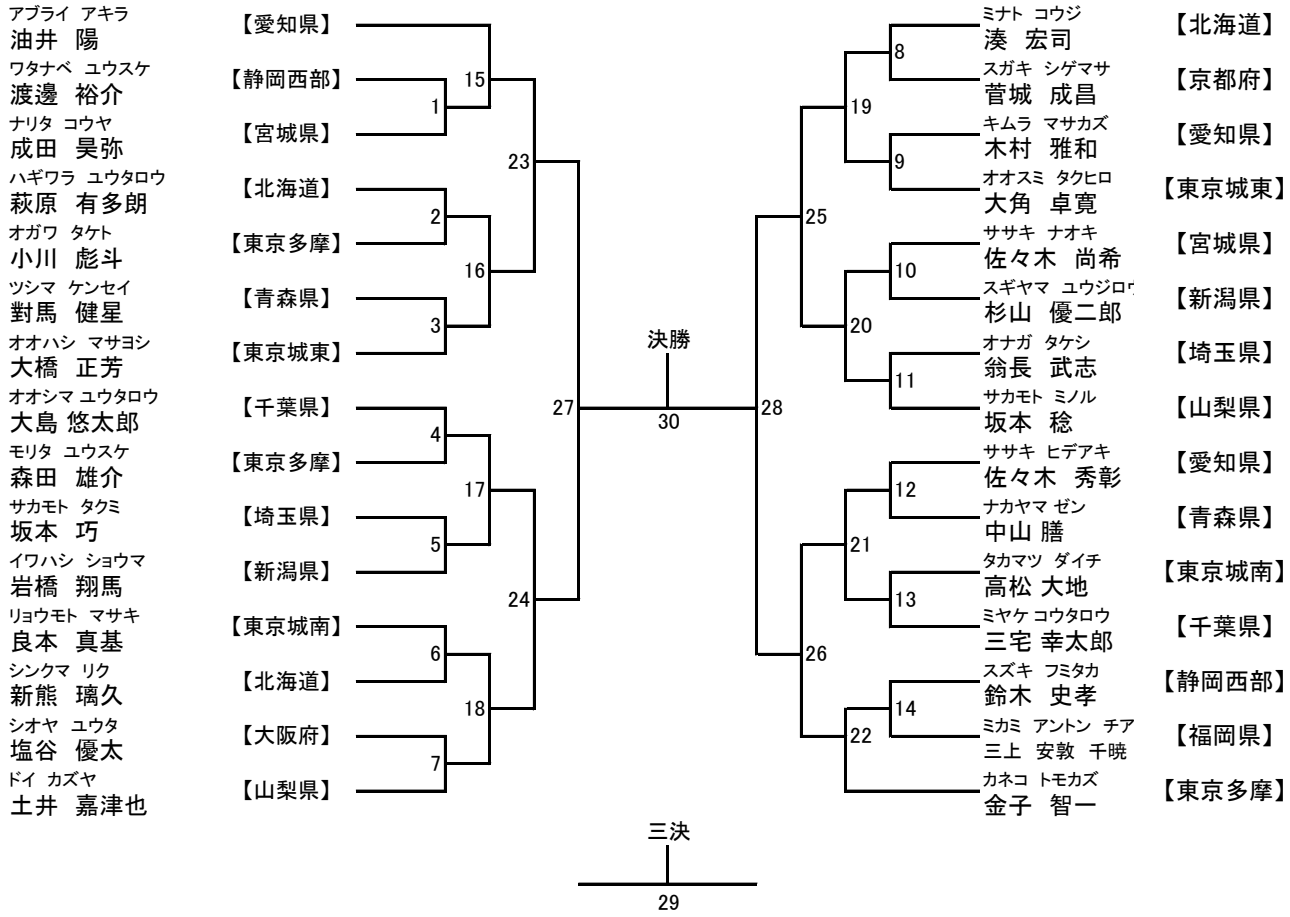 アブライ アキラ
油井 陽 【愛知県】
ワタナベ ユウスケ
渡邊 裕介 【静岡西部】
ナリタ コウヤ
成田 昊弥 【宮城県】
ハギワラ ユウタロウ
萩原 有多朗 【北海道】
オガワ タケト
小川 彪斗 【東京多摩】
ツシマ ケンセイ
對馬 健星 【青森県】
オオハシ マサヨシ
大橋 正芳 【東京城東】
オオシマ ユウタロウ
大島 悠太郎 【千葉県】
モリタ ユウスケ
森田 雄介 【東京多摩】
サカモト タクミ
坂本 巧 【埼玉県】
イワハシ ショウマ
岩橋 翔馬 【新潟県】
リョウモト マサキ
良本 真基 【東京城南】
シンクマ リク
新熊 璃久 【北海道】
シオヤ ユウタ
塩谷 優太 【大阪府】
ドイ カズヤ
土井 嘉津也 【山梨県】
1
2
3
4
5
6
7
15
16
17
18
23
24
27
決勝
30
28
25
26
19
20
21
22
8
9
10
11
12
13
14
ミナト コウジ
湊 宏司 【北海道】
スガキ シゲマサ
菅城 成昌 【京都府】
キムラ マサカズ
木村 雅和 【愛知県】
オオスミ タクヒロ
大角 卓寛 【東京城東】
ササキ ナオキ
佐々木 尚希 【宮城県】
スギヤマ ユウジロウ
杉山 優二郎 【新潟県】
オナガ タケシ
翁長 武志 【埼玉県】
サカモト ミノル
坂本 稔 【山梨県】
ササキ ヒデアキ
佐々木 秀彰 【愛知県】
ナカヤマ ゼン
中山 膳 【青森県】
タカマツ ダイチ
高松 大地 【東京城南】
ミヤケ コウタロウ
三宅 幸太郎 【千葉県】
スズキ フミタカ
鈴木 史孝 【静岡西部】
ミカミ アントン チア
三上 安敦 千暁 【福岡県】
カネコ トモカズ
金子 智一 【東京多摩】
三決
29